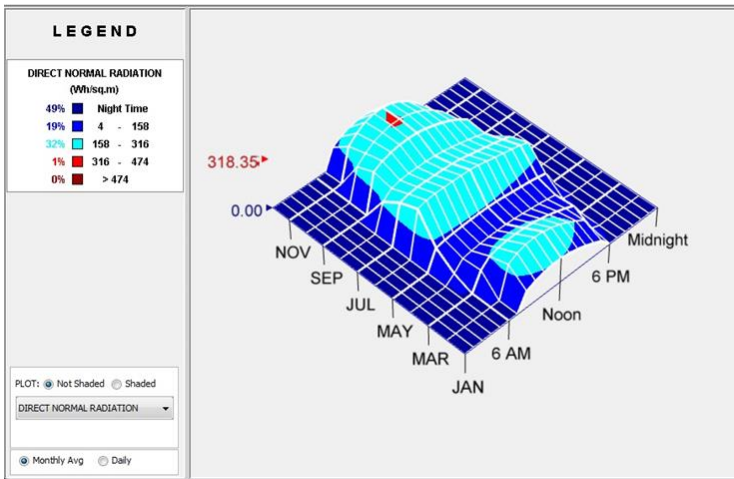 LEGEND
DIRECT NORMAL RADIATION
(Wh/sq.m)
49% Night Time
19% 4 - 158
32% 158 - 316
1% 316 - 474
0% > 474
318.35
0.00
NOV
SEP
JUL
MAY
MAR
JAN
6 AM
Noon
6 PM
Midnight
PLOT: Not Shaded Shaded
DIRECT NORMAL RADIATION
Monthly Avg Daily